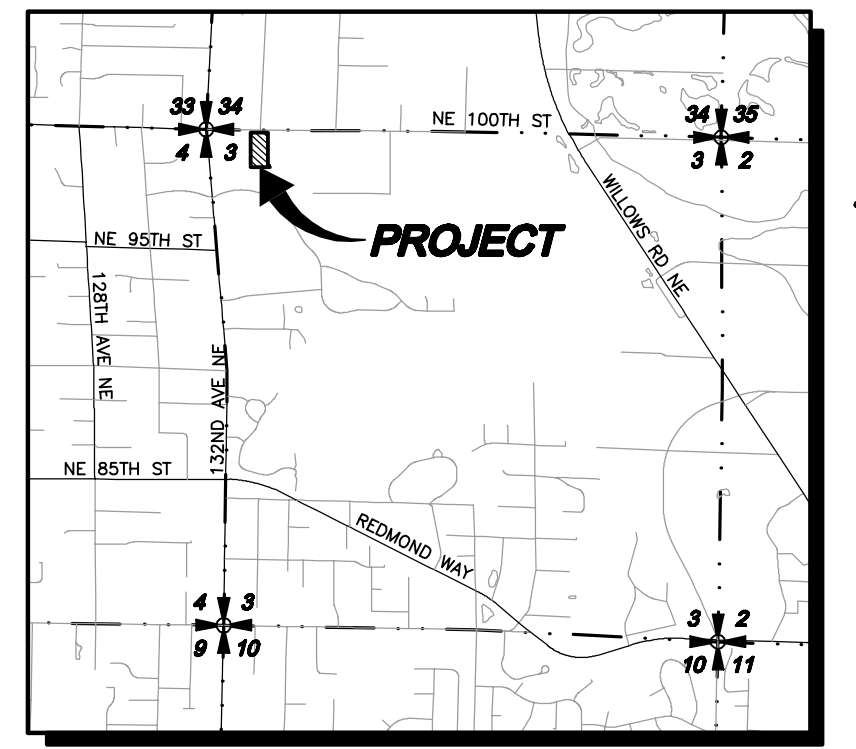 33 34
34 35
NE 100TH ST
4 3
3 2
WILLOWS RD NE
PROJECT
NE 95TH ST
128TH AVE NE
132ND AVE NE
NE 85TH ST
REDMOND WAY
4 3
3 2
9 10
10 11